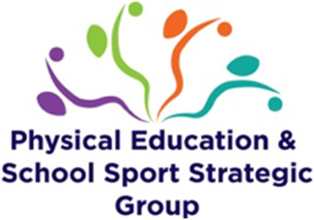 Physical Education &
School Sport Strategic
Group